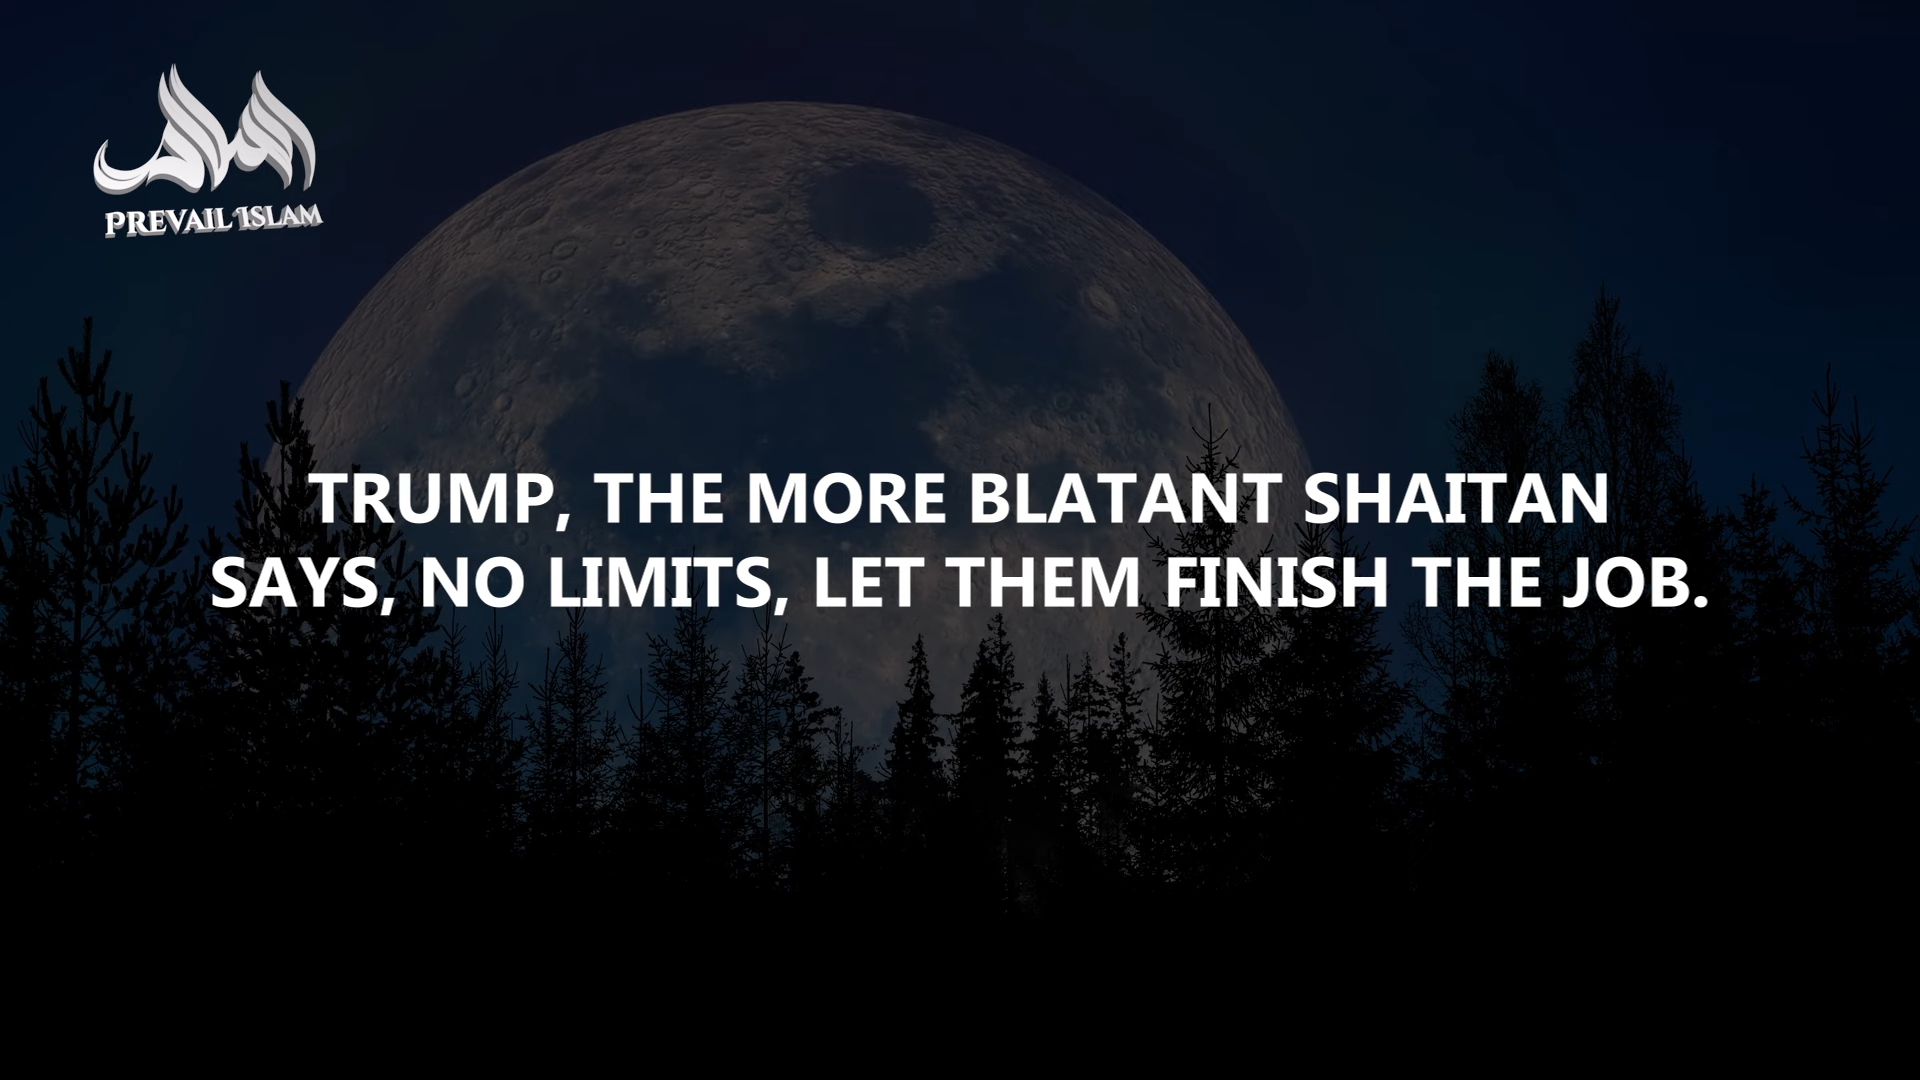 PREVAIL ISLAM
TRUMP, THE MORE BLATANT SHAITAN
SAYS, NO LIMITS, LET THEM FINISH THE JOB.